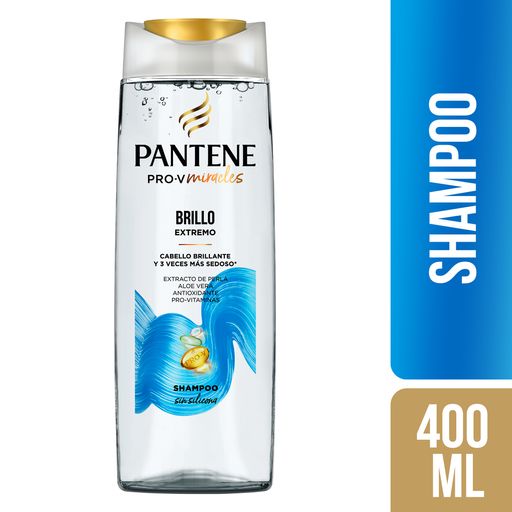 PANTENE
PRO-V miracles
BRILLO
EXTREMO
CABELLO BRILLANTE
Y 3 VECES MÁS SEDOSO*
EXTRACTO DE PERLA
ALOE VERA
ANTIOXIDANTE
PRO-VITAMINAS
PRO-V
SHAMPOO
sin silicona
SHAMPOO
400
ML